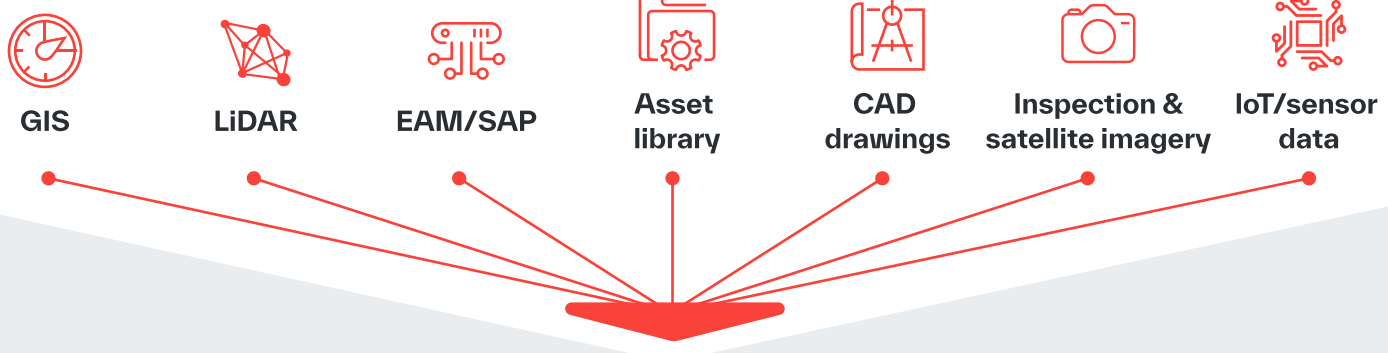 GIS
LiDAR
EAM/SAP
Asset
library
CAD
drawings
Inspection &
satellite imagery
IoT/sensor
data